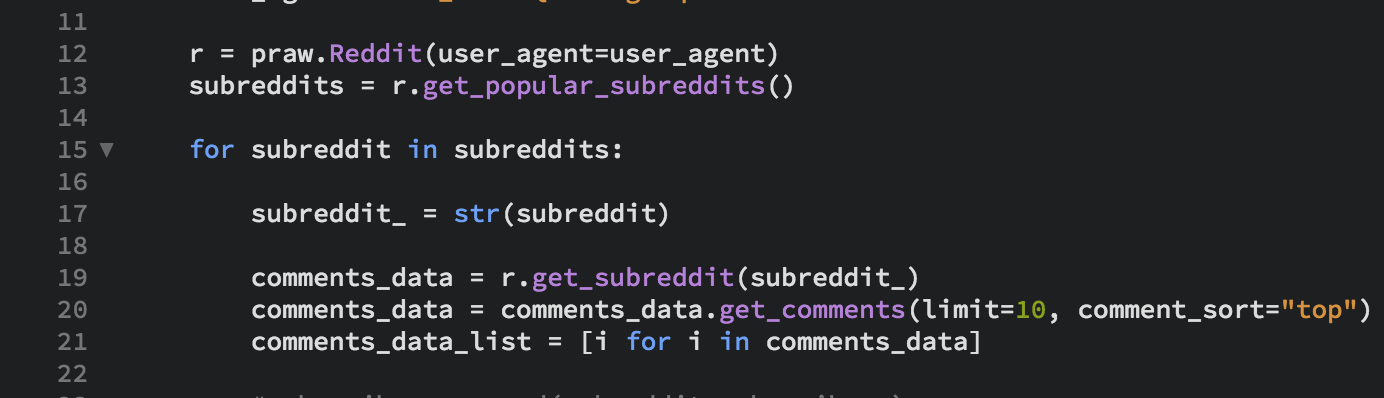 11
12 r = praw.Reddit(user_agent=user_agent)
13 subreddits = r.get_popular_subreddits()
14
15 ▼ for subreddit in subreddits:
16
17 subreddit_ = str(subreddit)
18
19 comments_data = r.get_subreddit(subreddit_)
20 comments_data = comments_data.get_comments(limit=10, comment_sort="top")
21 comments_data_list = [i for i in comments_data]
22